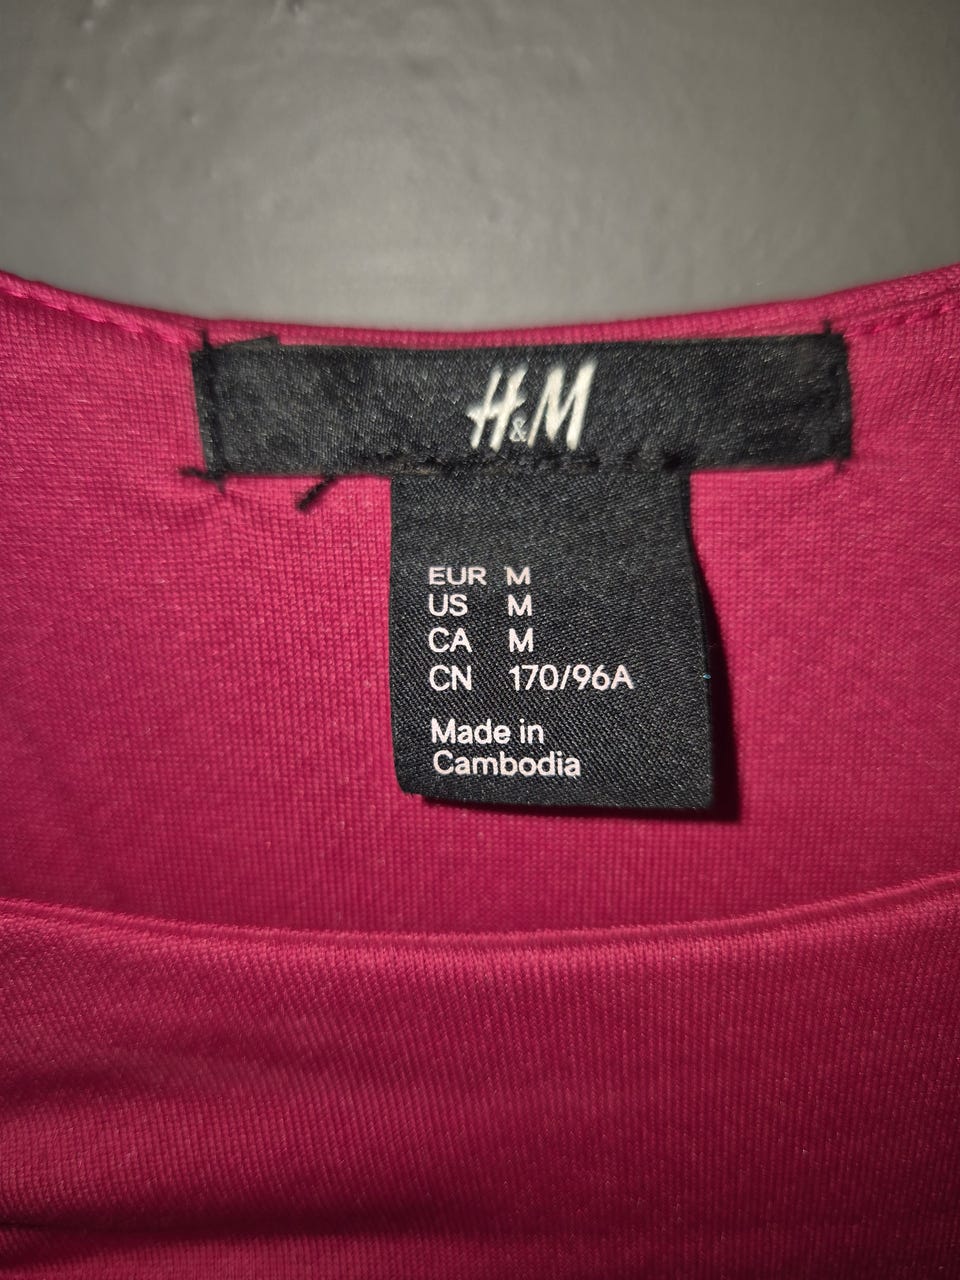 H&M
EUR M
US M
CA M
CN 170/96A
Made in
Cambodia